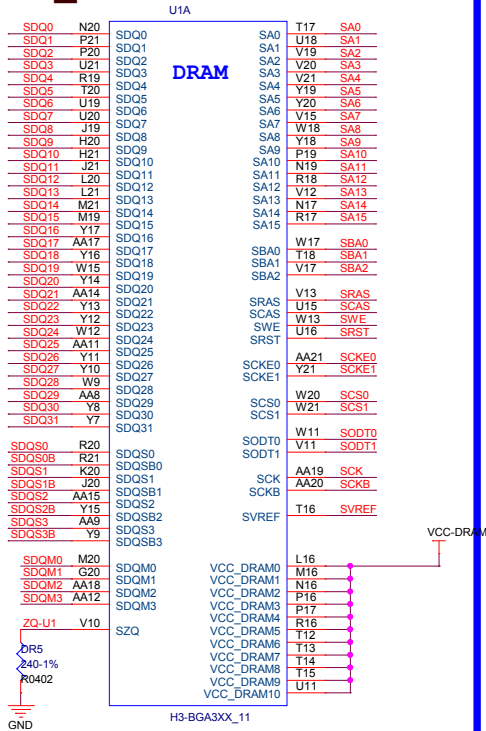 U1A
DRAM
SDQ0 N20 SDQ0 SA0 T17 SA0
SDQ1 P21 SDQ1 SA1 U18 SA1
SDQ2 P20 SDQ2 SA2 V19 SA2
SDQ3 U21 SDQ3 SA3 V20 SA3
SDQ4 R19 SDQ4 SA4 V21 SA4
SDQ5 T20 SDQ5 SA5 Y19 SA5
SDQ6 U19 SDQ6 SA6 Y20 SA6
SDQ7 U20 SDQ7 SA7 V15 SA7
SDQ8 J19 SDQ8 SA8 W18 SA8
SDQ9 H20 SDQ9 SA9 Y18 SA9
SDQ10 H21 SDQ10 SA10 P19 SA10
SDQ11 J21 SDQ11 SA11 N19 SA11
SDQ12 L20 SDQ12 SA12 R18 SA12
SDQ13 L21 SDQ13 SA13 V12 SA13
SDQ14 M21 SDQ14 SA14 N17 SA14
SDQ15 M19 SDQ15 SA15 R17 SA15
SDQ16 Y17 SDQ16
SDQ17 AA17 SDQ17 SBA0 W17 SBA0
SDQ18 Y16 SDQ18 SBA1 T18 SBA1
SDQ19 W15 SDQ19 SBA2 V17 SBA2
SDQ20 Y14 SDQ20
SDQ21 AA14 SDQ21 SRAS V13 SRAS
SDQ22 Y13 SDQ22 SCAS U15 SCAS
SDQ23 Y12 SDQ23 SWE W13 SWE
SDQ24 W12 SDQ24 SRST U16 SRST
SDQ25 AA11 SDQ25
SDQ26 Y11 SDQ26 SCKE0 AA21 SCKE0
SDQ27 Y10 SDQ27 SCKE1 Y21 SCKE1
SDQ28 W9 SDQ28
SDQ29 AA8 SDQ29 SCS0 W20 SCS0
SDQ30 Y8 SDQ30 SCS1 W21 SCS1
SDQ31 Y7 SDQ31
SODT0 W11 SODT0
SODT1 V11 SODT1
SDQS0 R20 SDQS0
SDQS0B R21 SDQSB0
SDQS1 K20 SDQS1 SCK AA19 SCK
SDQS1B J20 SDQSB1 SCKB AA20 SCKB
SDQS2 AA15 SDQS2
SDQS2B Y15 SDQSB2 SVREF T16 SVREF
SDQS3 AA9 SDQS3
SDQS3B Y9 SDQSB3
VCC-DRAM
SDQM0 M20 SDQM0 VCC_DRAM0 L16
SDQM1 G20 SDQM1 VCC_DRAM1 M16
SDQM2 AA18 SDQM2 VCC_DRAM2 N16
SDQM3 AA12 SDQM3 VCC_DRAM3 P16
VCC_DRAM4 P17
ZQ-U1 V10 SZQ VCC_DRAM5 R16
VCC_DRAM6 T12
DR5 VCC_DRAM7 T13
240-1% VCC_DRAM8 T14
R0402 VCC_DRAM9 T15
VCC_DRAM10 U11
GND
H3-BGA3XX_11